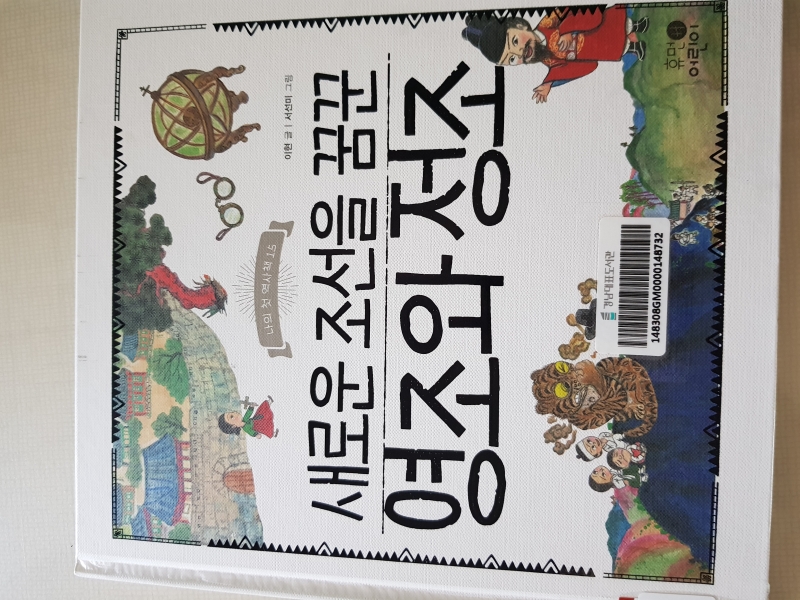 나의 첫 역사책 15
이현 글 | 서선미 그림
새로운 조선을 꿈꾼
영조와 정조
경남대표도서관
148308GM0000148732
휴먼
어린이